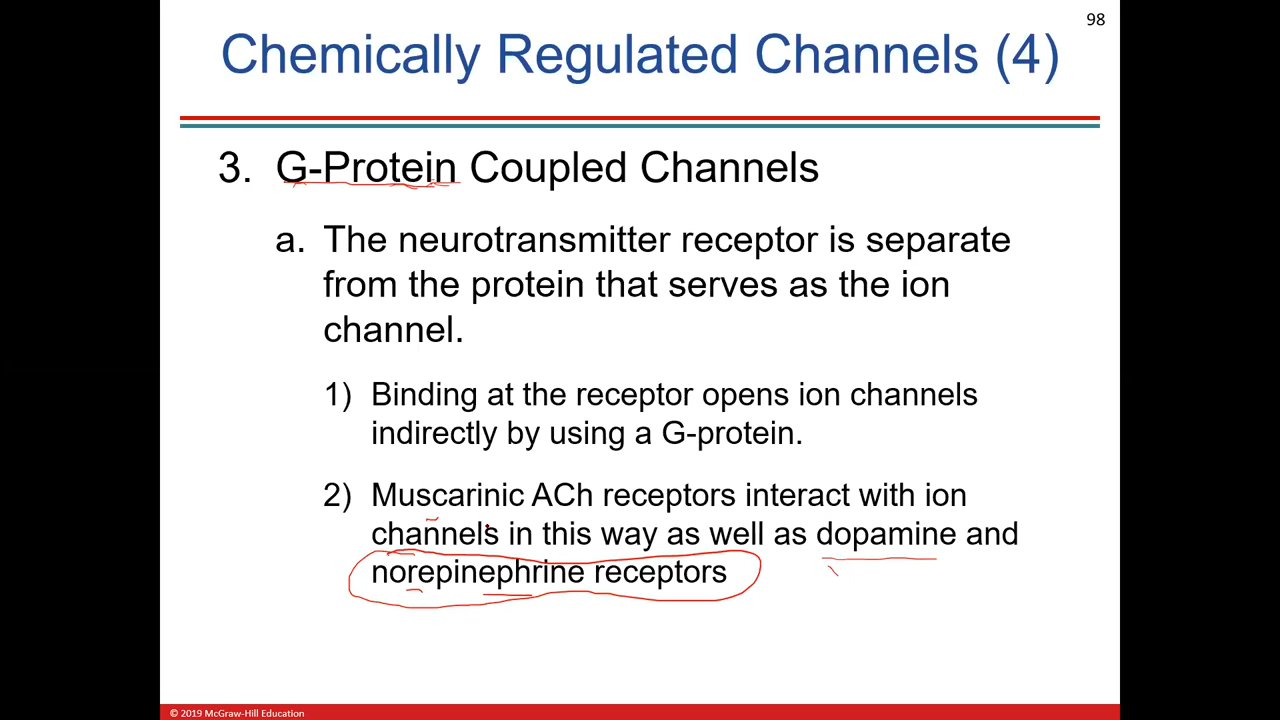 98
Chemically Regulated Channels (4)
3. G-Protein Coupled Channels
a. The neurotransmitter receptor is separate
from the protein that serves as the ion
channel.
1) Binding at the receptor opens ion channels
indirectly by using a G-protein.
2) Muscarinic ACh receptors interact with ion
channels in this way as well as dopamine and
norepinephrine receptors
© 2019 McGraw-Hill Education